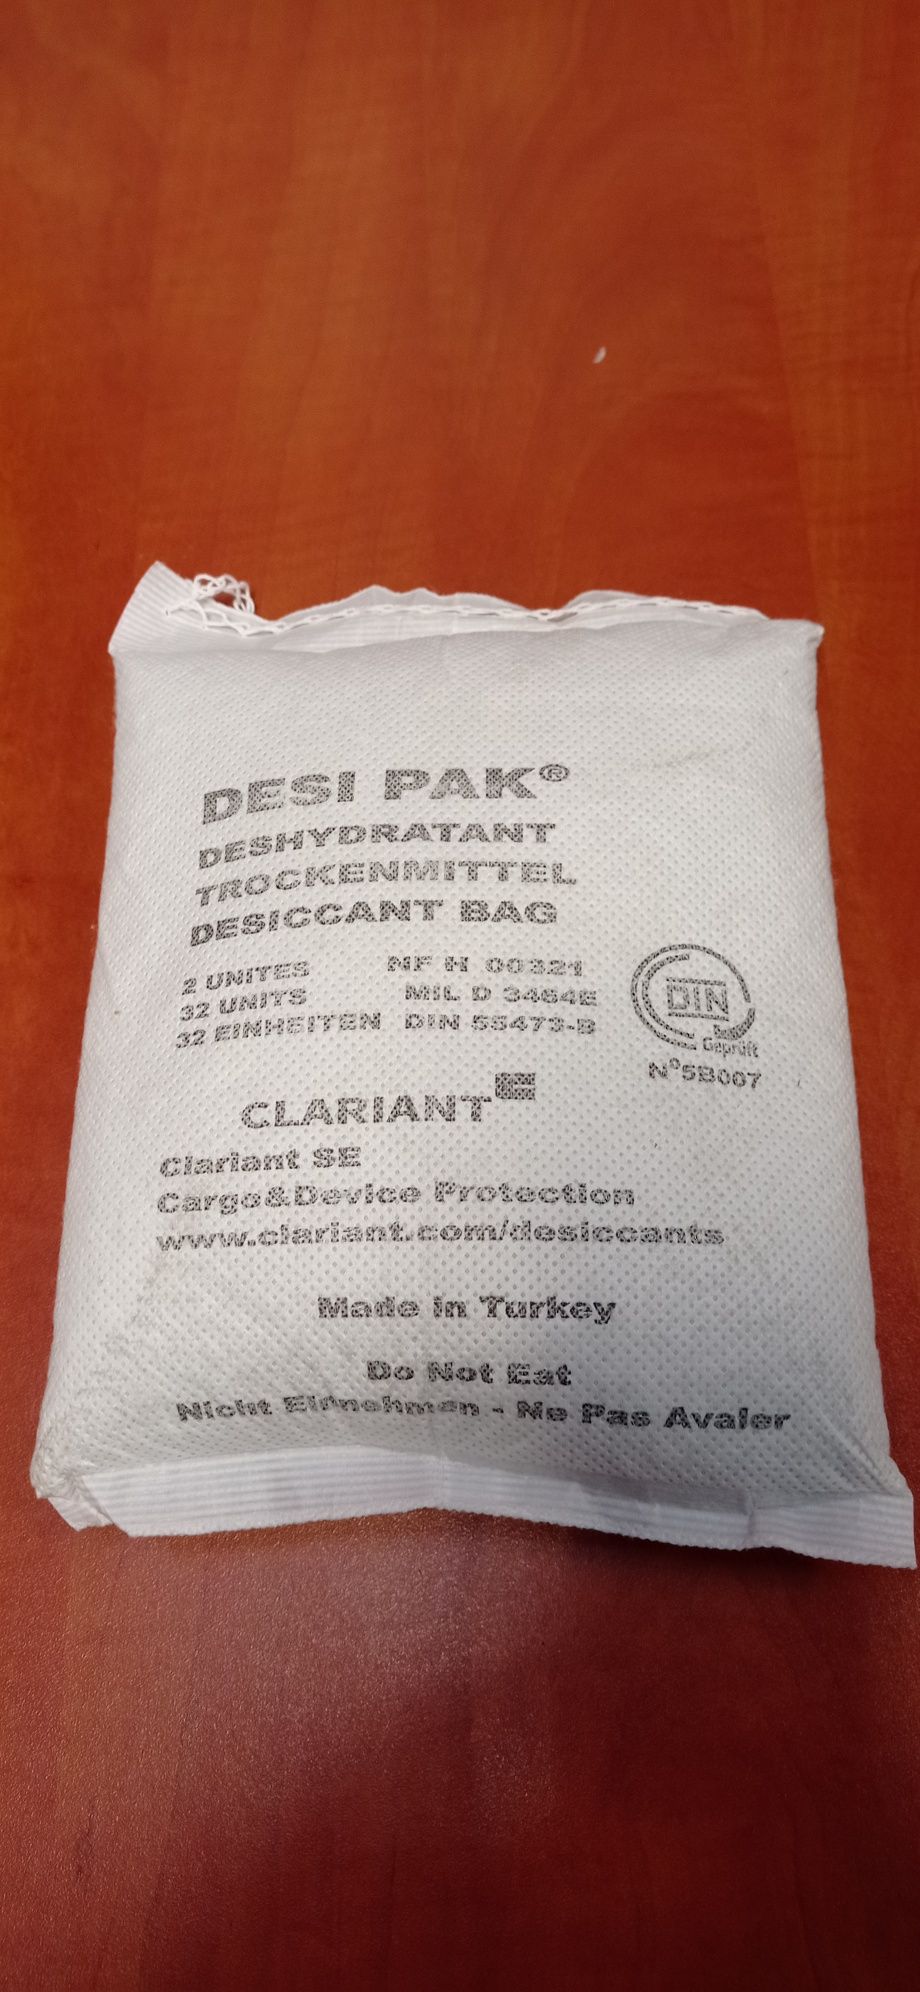 DESI PAK®
DESHYDRATANT
TROCKENMITTEL
DESICCANT BAG
2 UNITES NF H 00321
32 UNITS MIL D 3464E
32 EINHEITEN DIN 55473-B
DIN
Geprüft
N°5B007
CLARIANT
Clariant SE
Cargo&Device Protection
www.clariant.com/desiccants
Made in Turkey
Do Not Eat
Nicht Einnehmen - Ne Pas Avaler